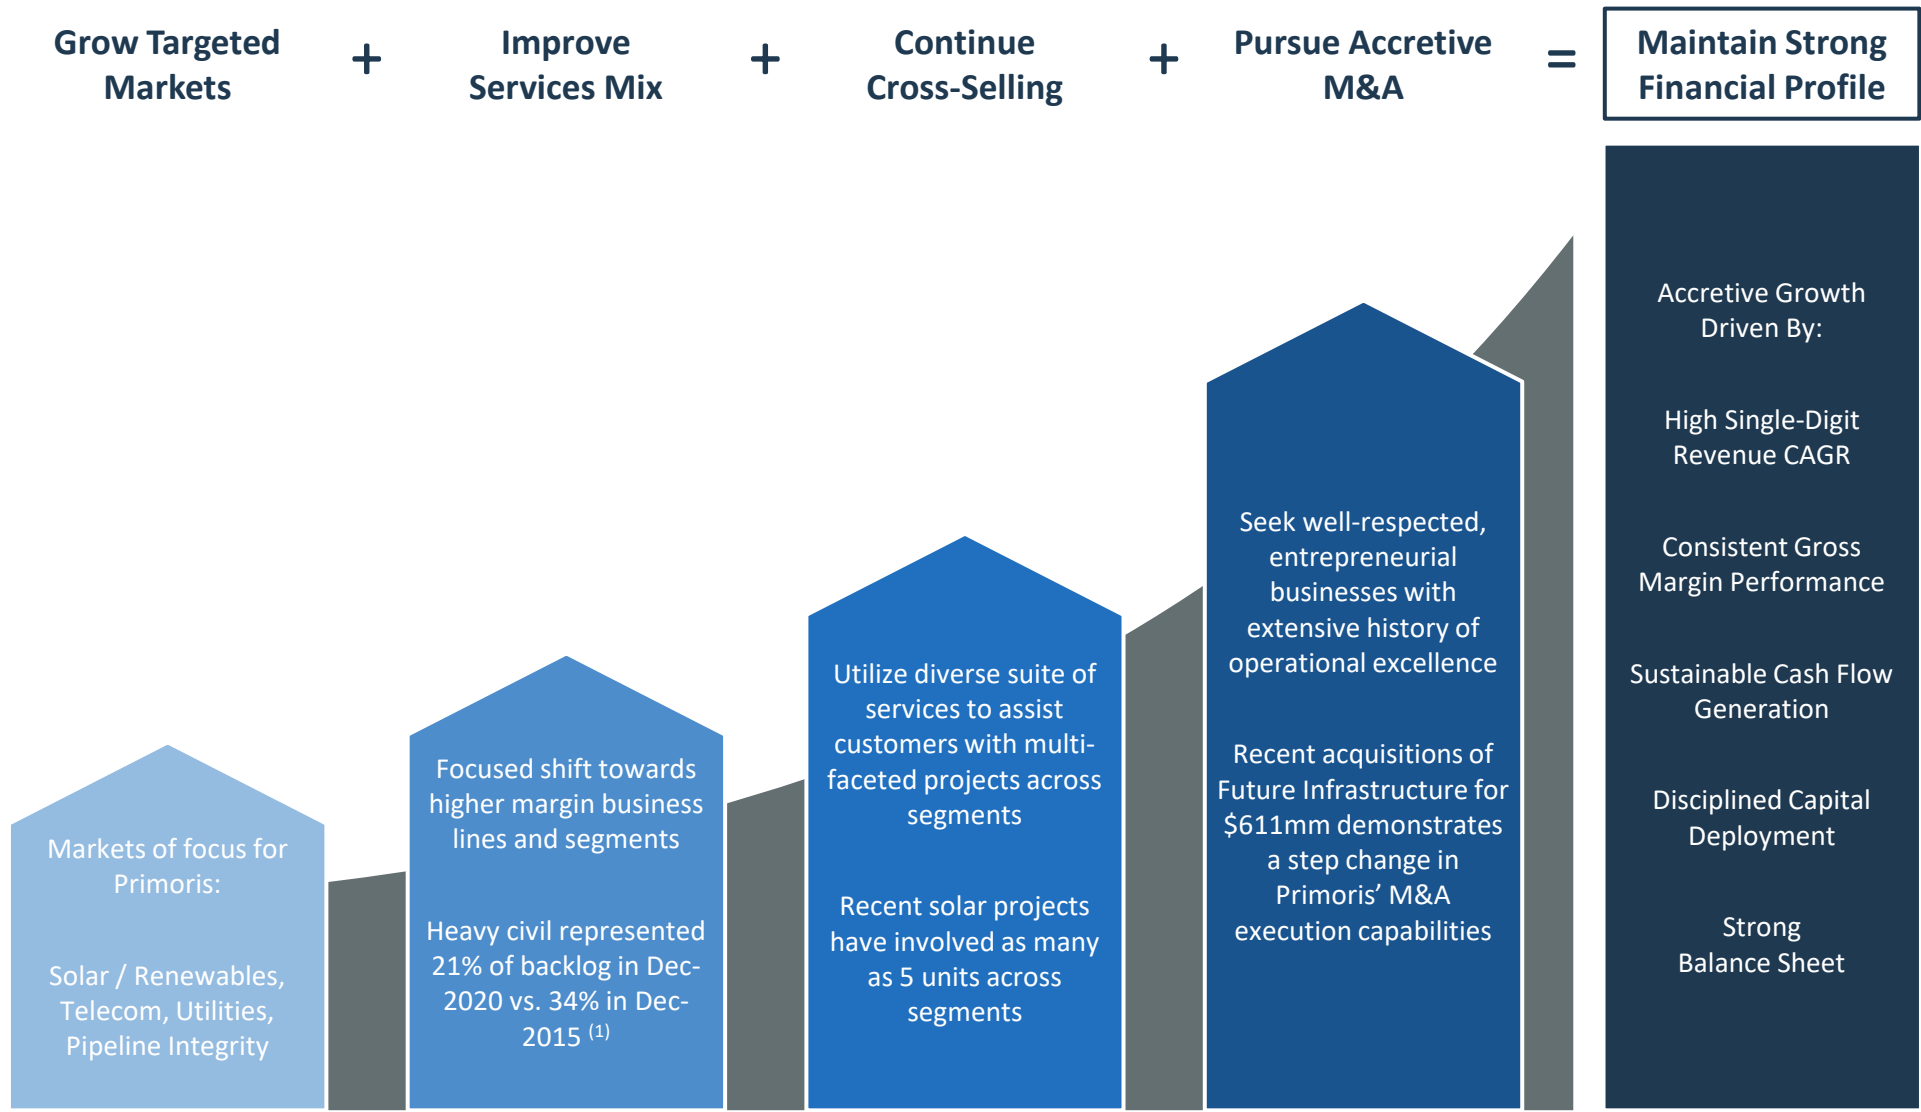 Grow Targeted
Markets
+
Improve
Services Mix
+
Continue
Cross-Selling
+
Pursue Accretive
M&A
=
Maintain Strong
Financial Profile
Markets of focus for
Primoris:
Solar / Renewables,
Telecom, Utilities,
Pipeline Integrity
Focused shift towards
higher margin business
lines and segments
Heavy civil represented
21% of backlog in Dec-
2020 vs. 34% in Dec-
2015 (1)
Utilize diverse suite of
services to assist
customers with multi-
faceted projects across
segments
Recent solar projects
have involved as many
as 5 units across
segments
Seek well-respected,
entrepreneurial
businesses with
extensive history of
operational excellence
Recent acquisitions of
Future Infrastructure for
$611mm demonstrates
a step change in
Primoris’ M&A
execution capabilities
Accretive Growth
Driven By:
High Single-Digit
Revenue CAGR
Consistent Gross
Margin Performance
Sustainable Cash Flow
Generation
Disciplined Capital
Deployment
Strong
Balance Sheet